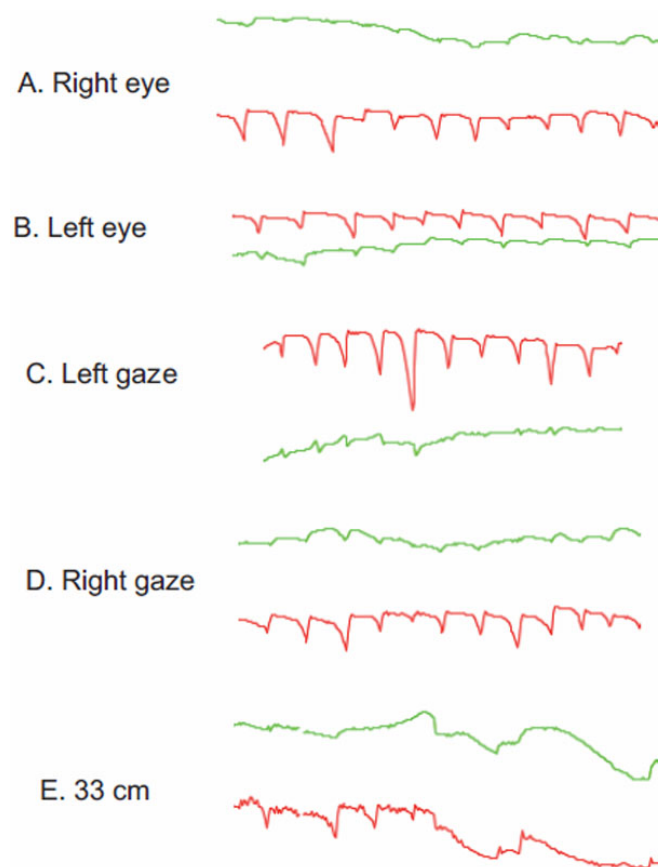 A. Right eye
B. Left eye
C. Left gaze
D. Right gaze
E. 33 cm